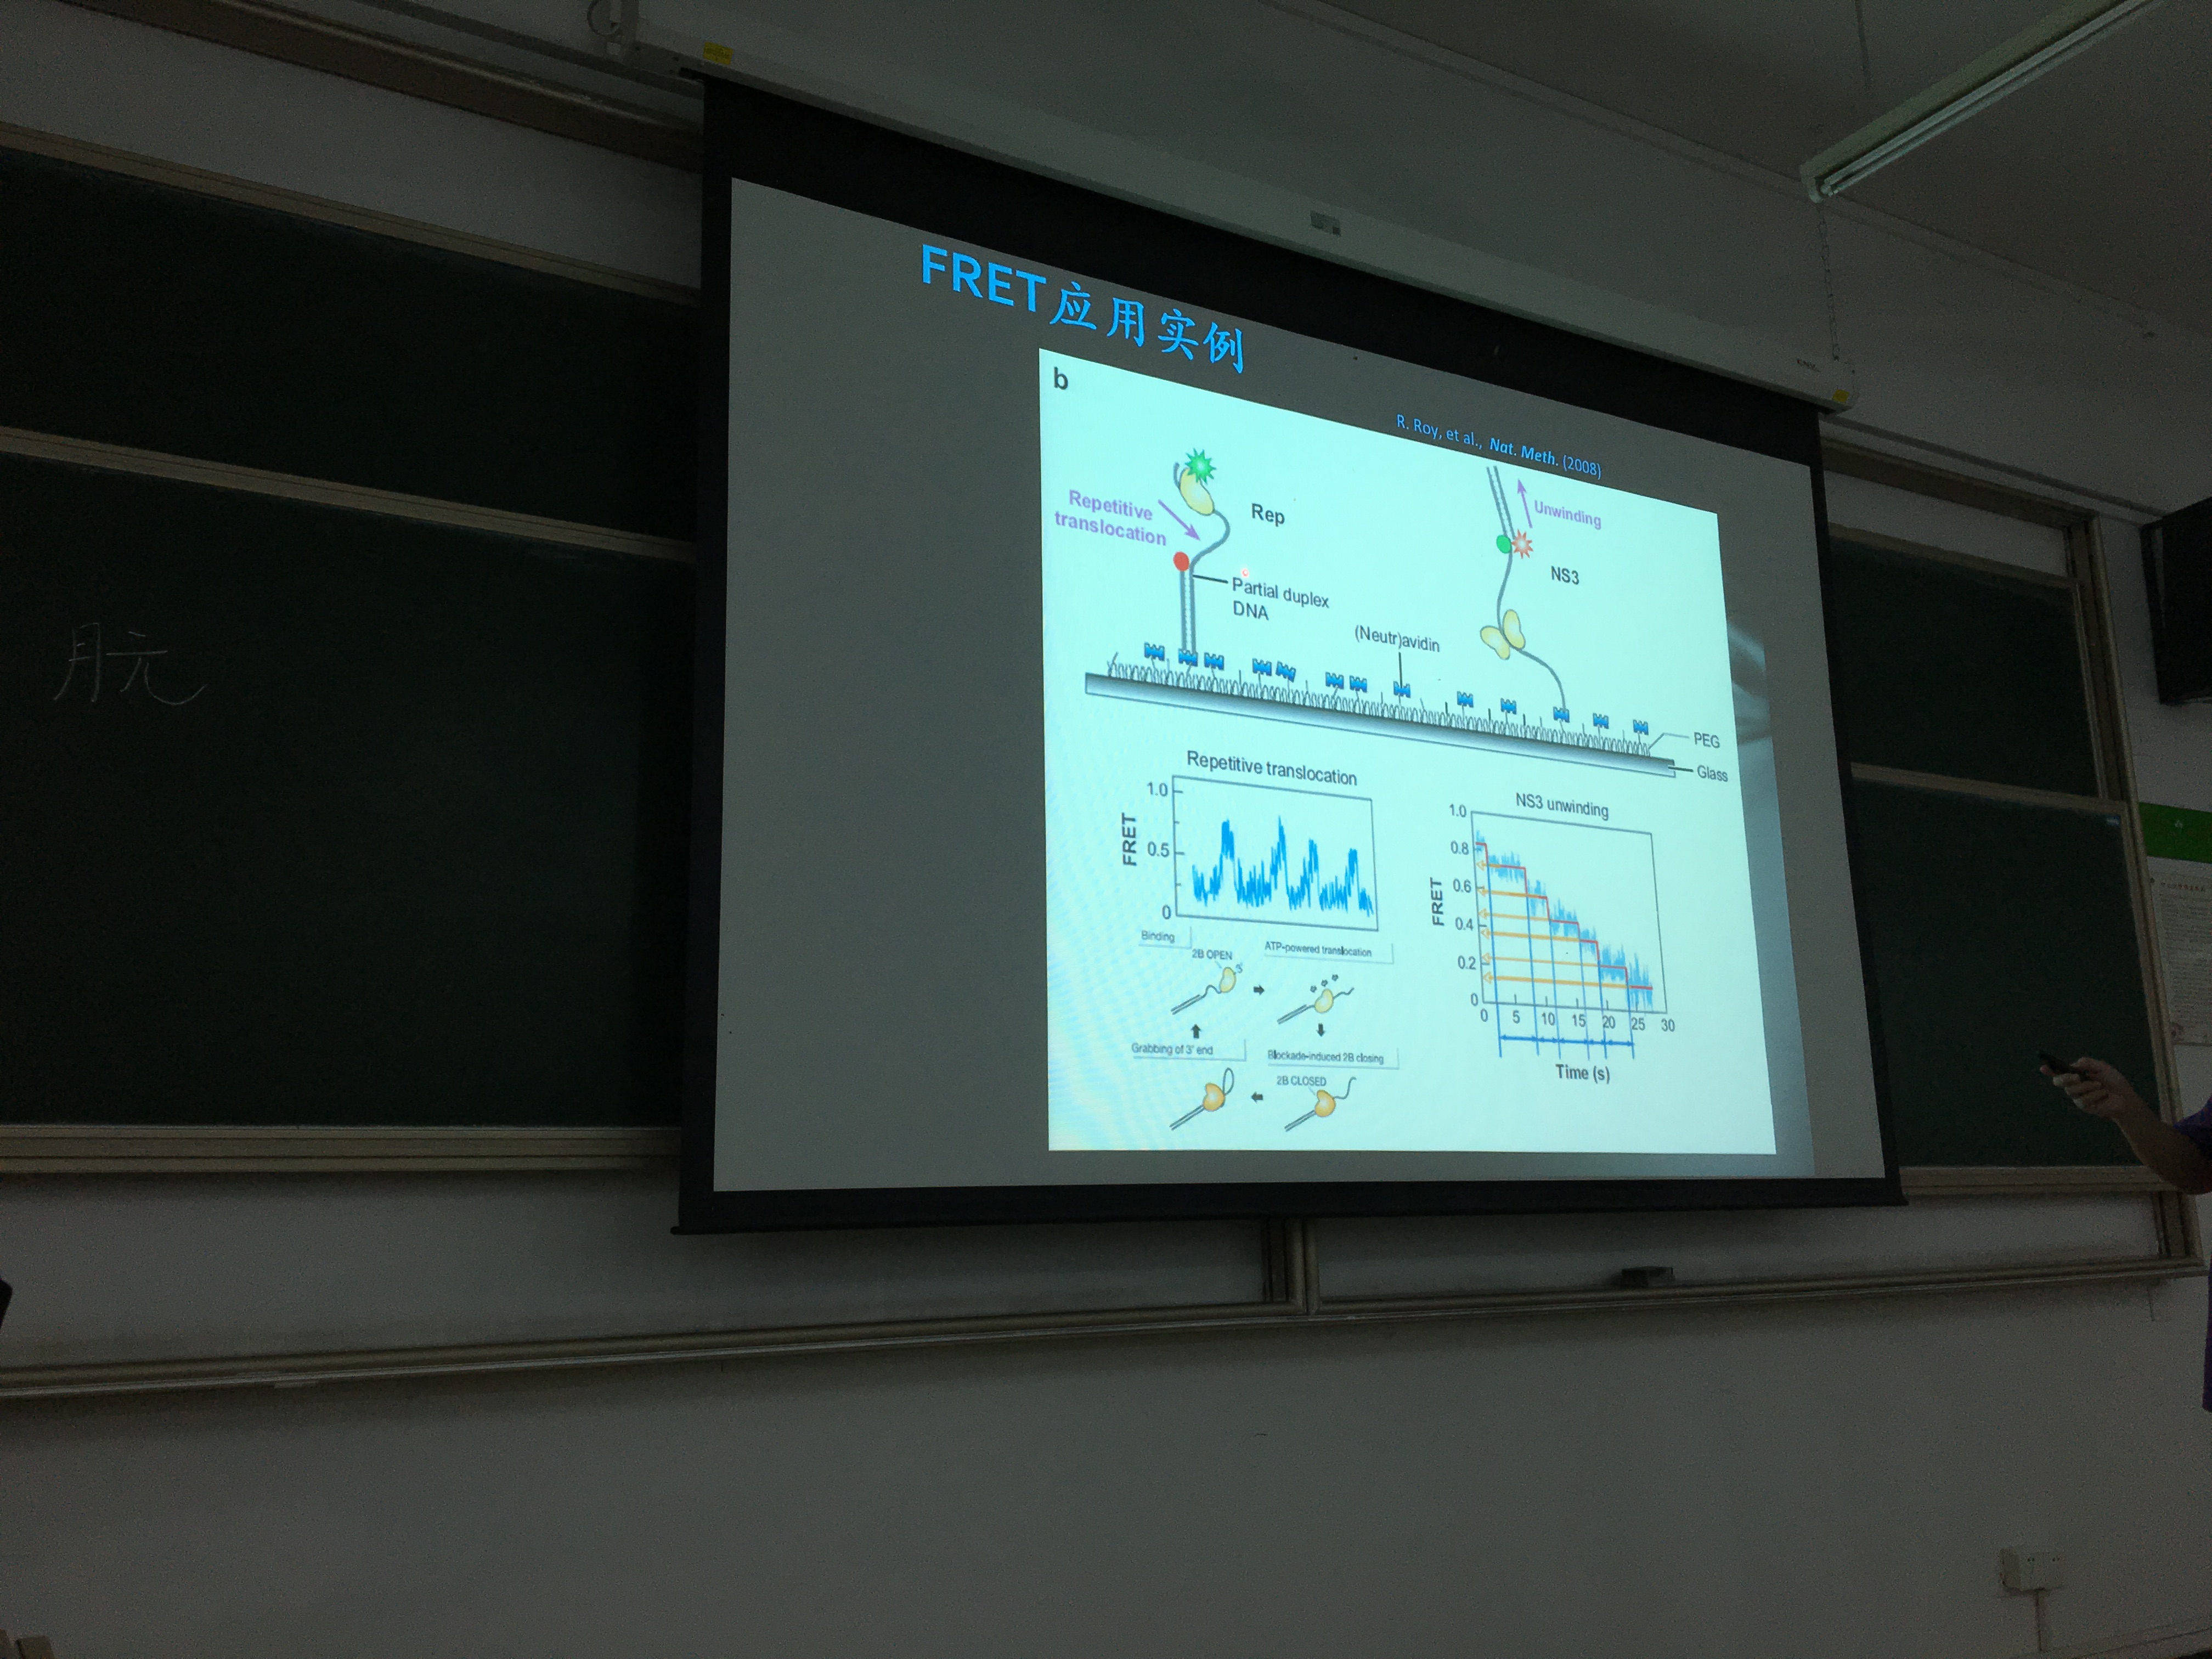 FRET应用实例
b
R. Roy, et al., Nat. Meth. (2008)
Repetitive
translocation
Rep
Partial duplex
DNA
(Neutr)avidin
Unwinding
NS3
PEG
Glass
Repetitive translocation
FRET
1.0
0.5
0
Binding
2B OPEN
ATP-powered translocation
Grabbing of 3' end
Blockade-induced 2B closing
2B CLOSED
NS3 unwinding
FRET
1.0
0.8
0.6
0.4
0.2
0
0 5 10 15 20 25 30
Time (s)
朊